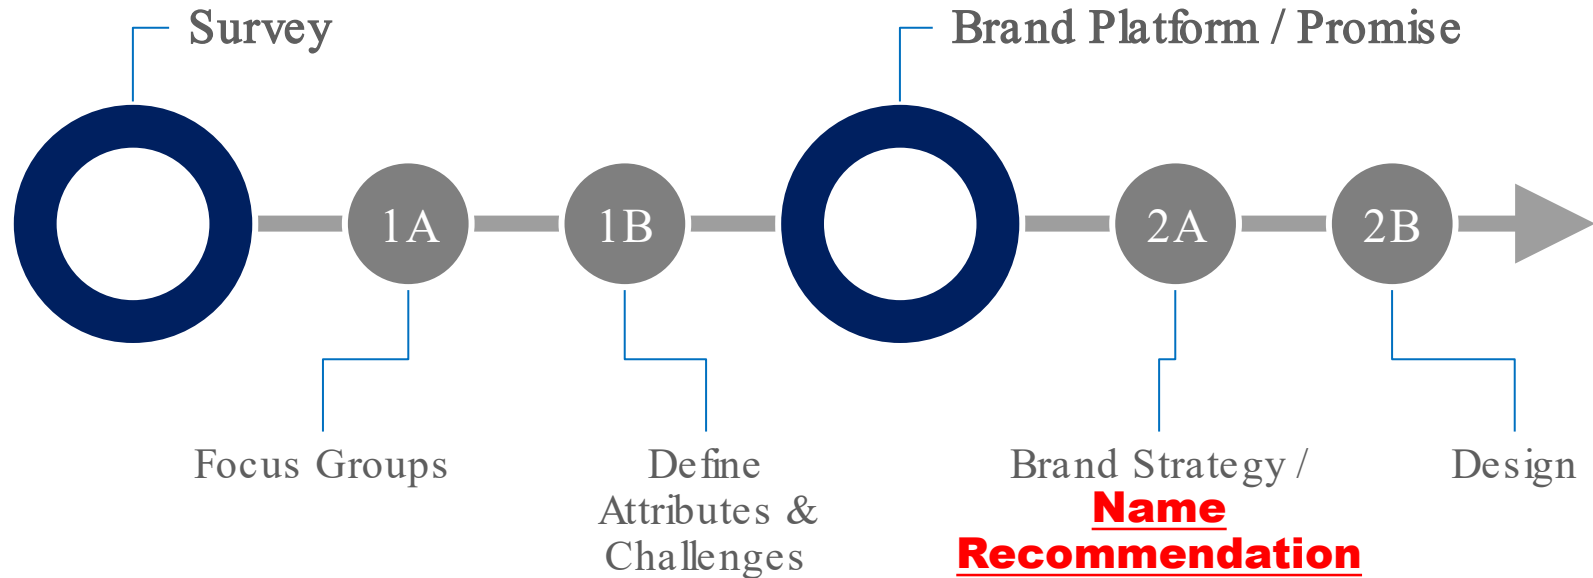 Survey
Brand Platform / Promise
1A
1B
2A
2B
Focus Groups
Define
Attributes &
Challenges
Brand Strategy /
Name
Recommendation
Design